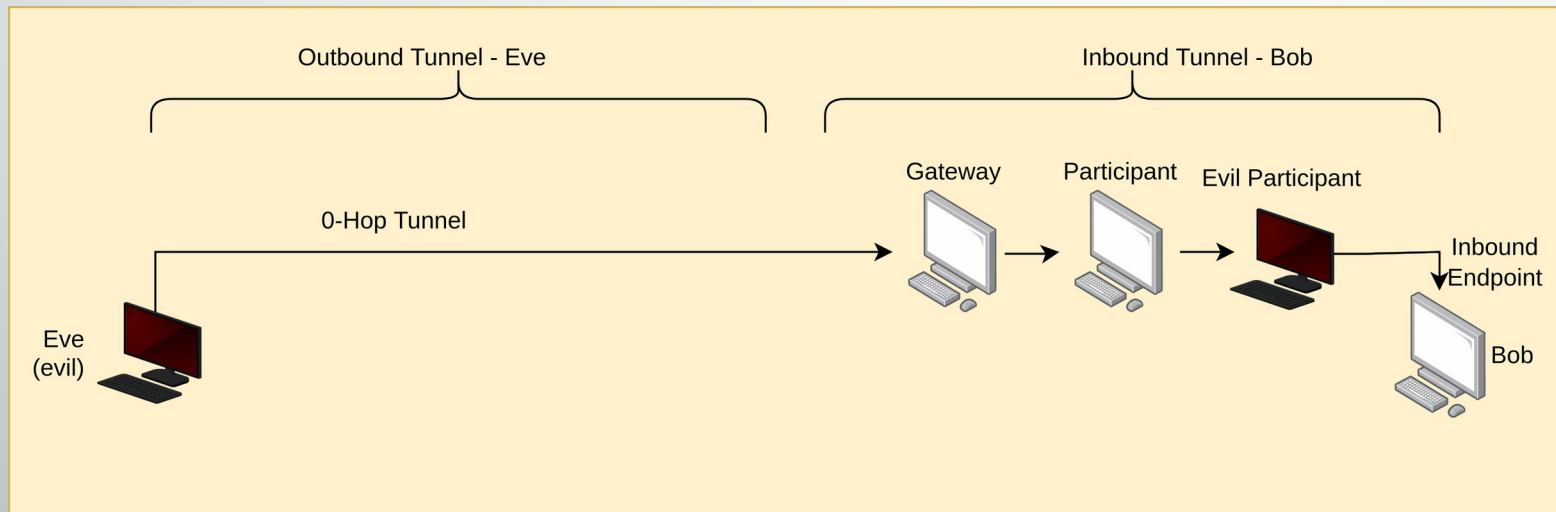 Outbound Tunnel - Eve
Inbound Tunnel - Bob
Gateway
Participant
Evil Participant
0-Hop Tunnel
Inbound
Endpoint
Eve
(evil)
Bob